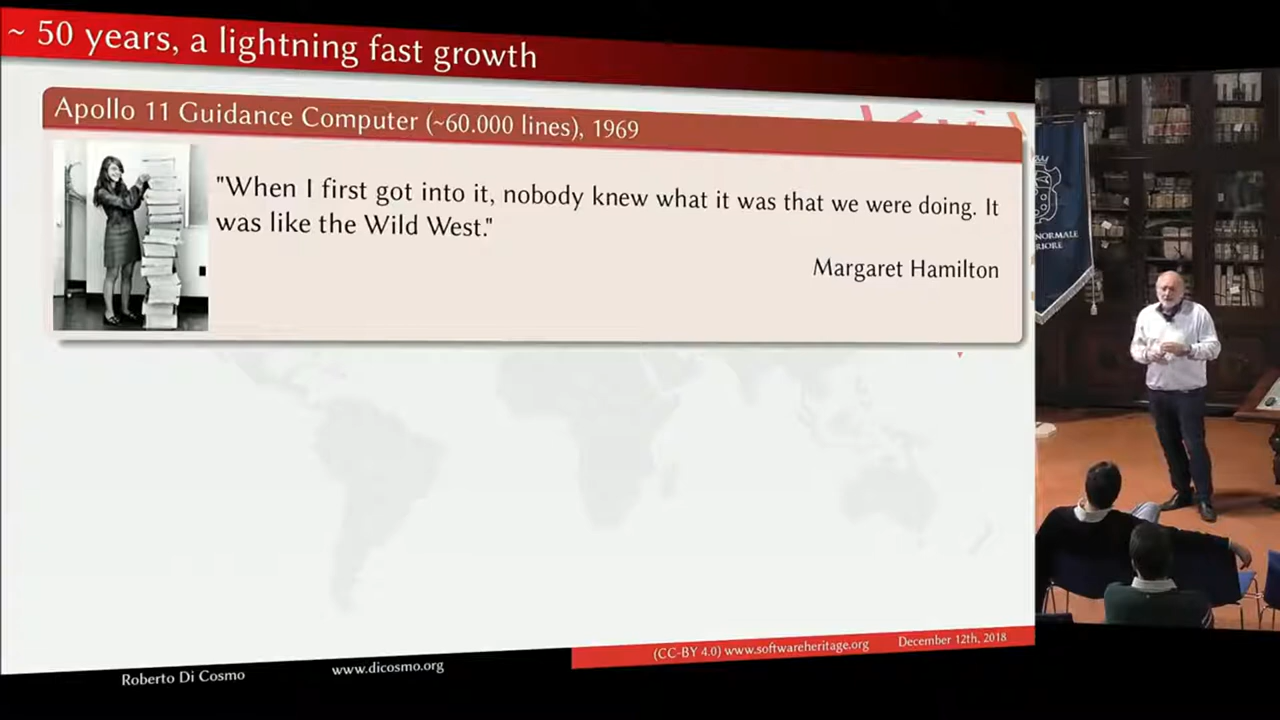 ~ 50 years, a lightning fast growth
Apollo 11 Guidance Computer (~60.000 lines), 1969
"When I first got into it, nobody knew what it was that we were doing. It
was like the Wild West."
Margaret Hamilton
NORMALE
RIORE
Roberto Di Cosmo
www.dicosmo.org
(CC-BY 4.0) www.softwareheritage.org
December 12th, 2018